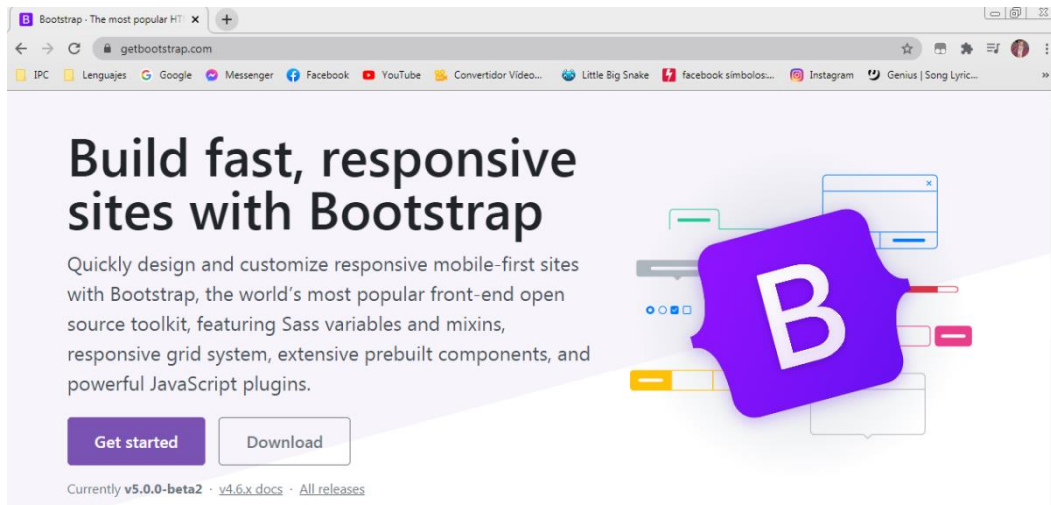 Bootstrap · The most popular HT
getbootstrap.com
IPC Lenguajes Google Messenger Facebook YouTube Convertidor Vídeo... Little Big Snake facebook símbolos:... Instagram Genius | Song Lyric... »
Build fast, responsive
sites with Bootstrap
Quickly design and customize responsive mobile-first sites
with Bootstrap, the world's most popular front-end open
source toolkit, featuring Sass variables and mixins,
responsive grid system, extensive prebuilt components, and
powerful JavaScript plugins.
Get started Download
Currently v5.0.0-beta2 · v4.6.x docs · All releases
B